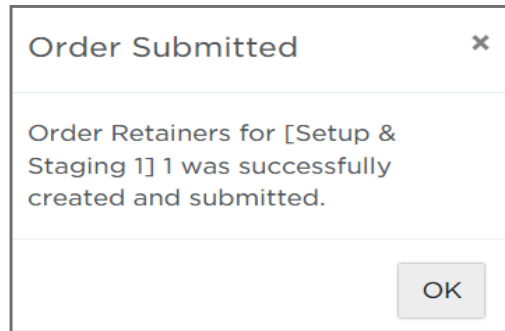 Order Submitted ×
Order Retainers for [Setup &
Staging 1] 1 was successfully
created and submitted.
OK